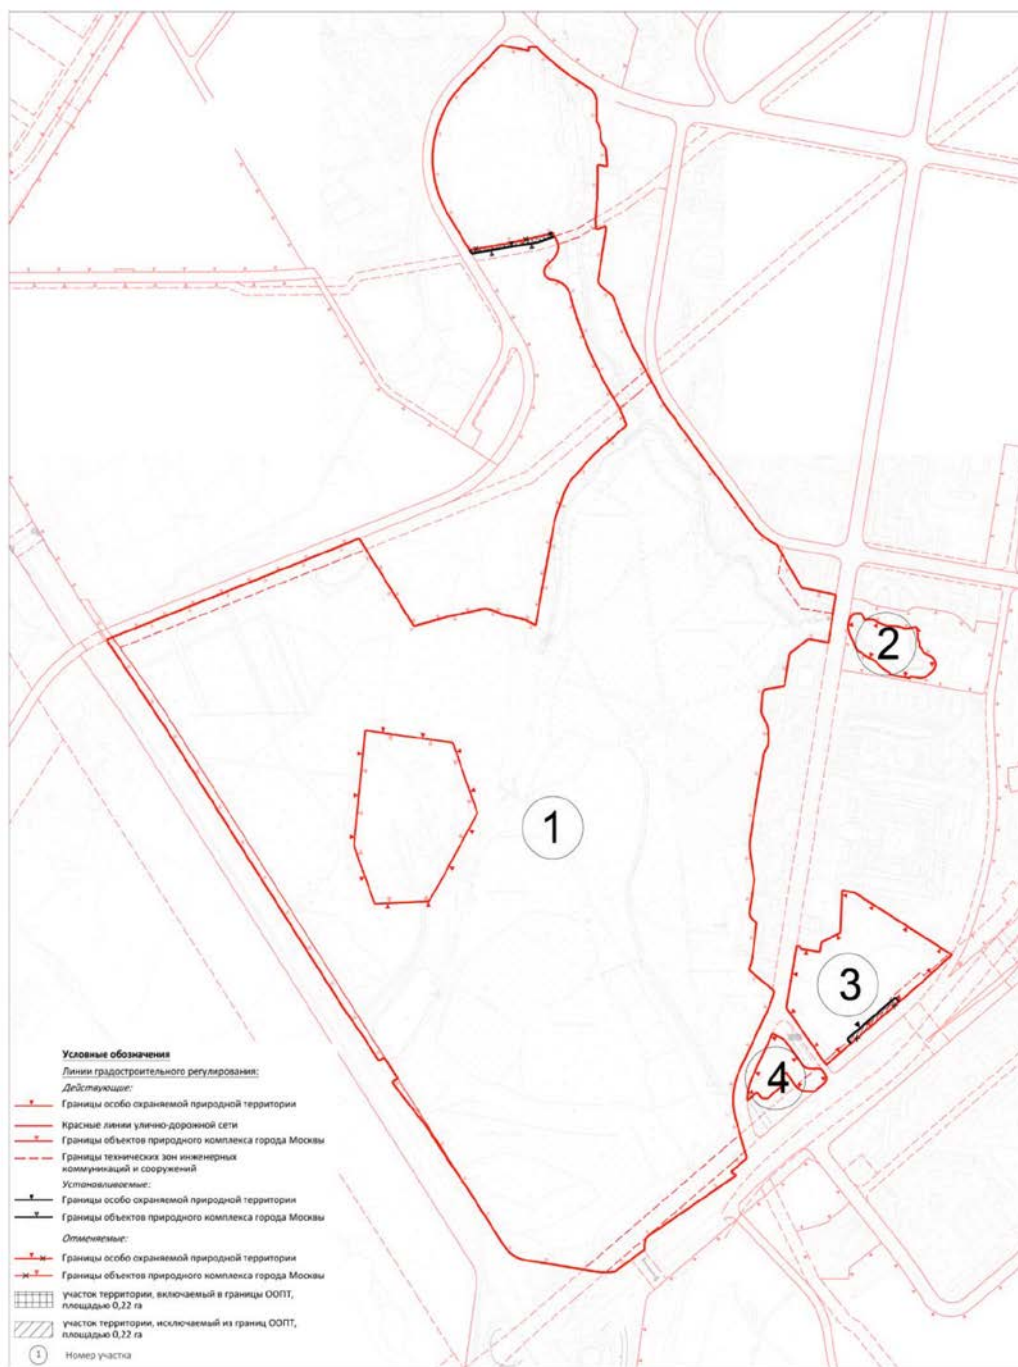 2
1
3
4
Условные обозначения
Линии градостроительного регулирования:
Действующие:
Границы особо охраняемой природной территории
Красные линии улично-дорожной сети
Границы объектов природного комплекса города Москвы
Границы технических зон инженерных
коммуникаций и сооружений
Устанавливаемые:
Границы особо охраняемой природной территории
Границы объектов природного комплекса города Москвы
Отменяемые:
Границы особо охраняемой природной территории
Границы объектов природного комплекса города Москвы
участок территории, включаемый в границы ООПТ,
площадью 0,22 га
участок территории, исключаемый из границ ООПТ,
площадью 0,22 га
1 Номер участка